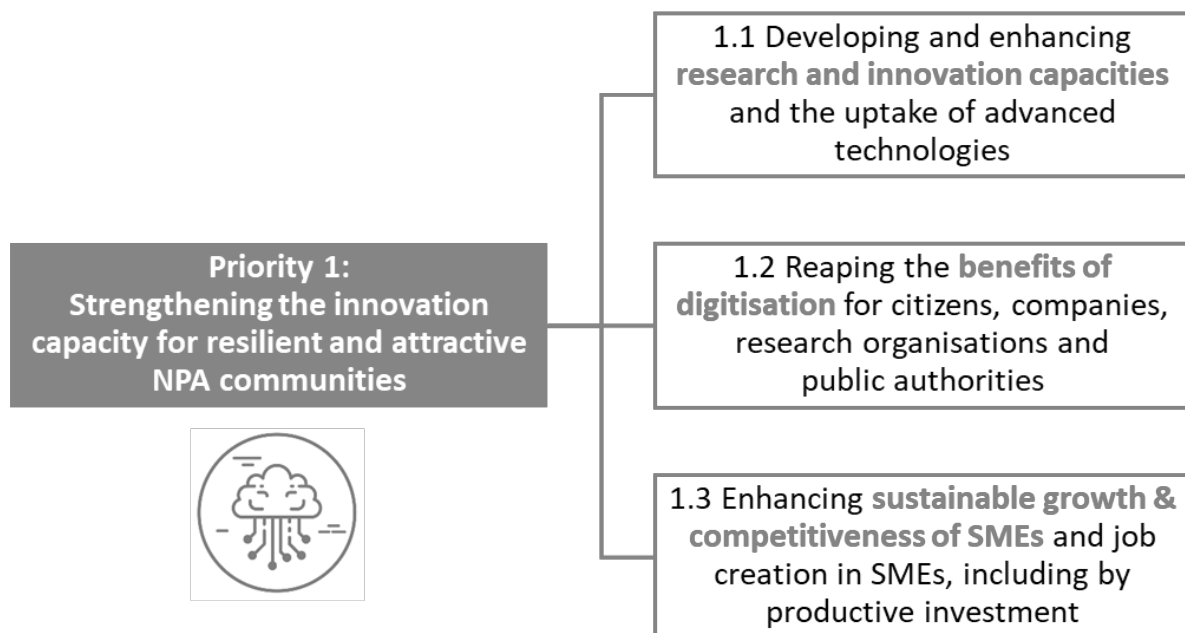 Priority 1:
Strengthening the innovation
capacity for resilient and attractive
NPA communities
1.1 Developing and enhancing
research and innovation capacities
and the uptake of advanced
technologies
1.2 Reaping the benefits of
digitisation for citizens, companies,
research organisations and
public authorities
1.3 Enhancing sustainable growth &
competitiveness of SMEs and job
creation in SMEs, including by
productive investment